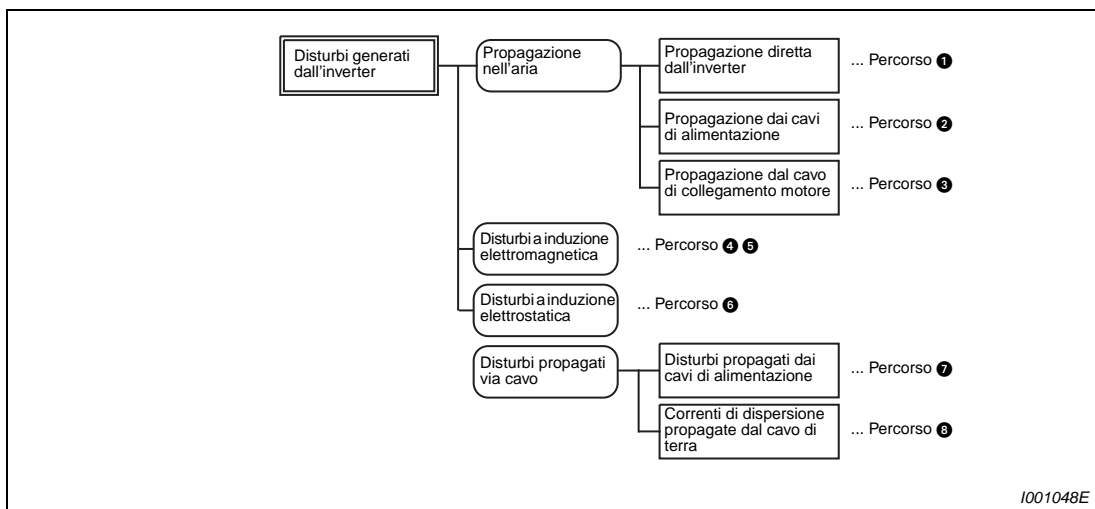 Disturbi generati
dall'inverter
Propagazione
nell'aria
Propagazione diretta
dall'inverter
... Percorso ❶
Propagazione dai cavi
di alimentazione
... Percorso ❷
Propagazione dal cavo
di collegamento motore
... Percorso ❸
Disturbi a induzione
elettromagnetica
... Percorso ❹ ❺
Disturbi a induzione
elettrostatica
... Percorso ❻
Disturbi propagati
via cavo
Disturbi propagati dai
cavi di alimentazione
... Percorso ❼
Correnti di dispersione
propagate dal cavo di
terra
... Percorso ❽
I001048E